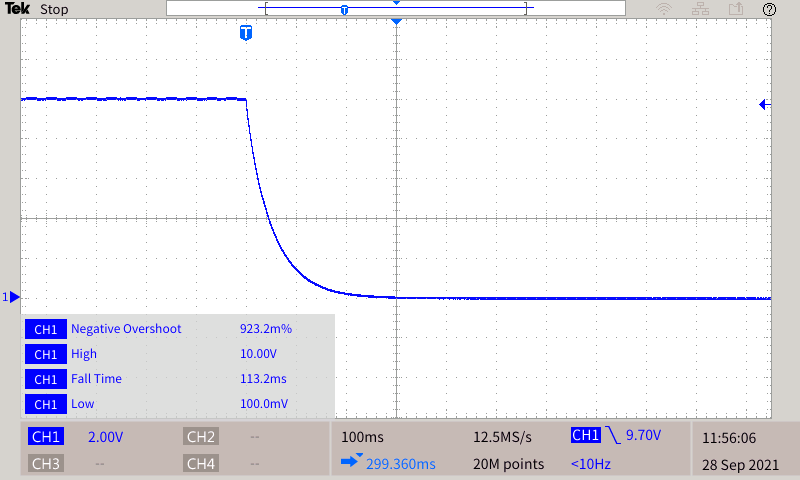 Tek Stop
T
?
T
1
CH1 Negative Overshoot 923.2m%
CH1 High 10.00V
CH1 Fall Time 113.2ms
CH1 Low 100.0mV
CH1 2.00V CH2 -- 100ms 12.5MS/s CH1 9.70V 11:56:06
CH3 -- CH4 -- 299.360ms 20M points <10Hz 28 Sep 2021